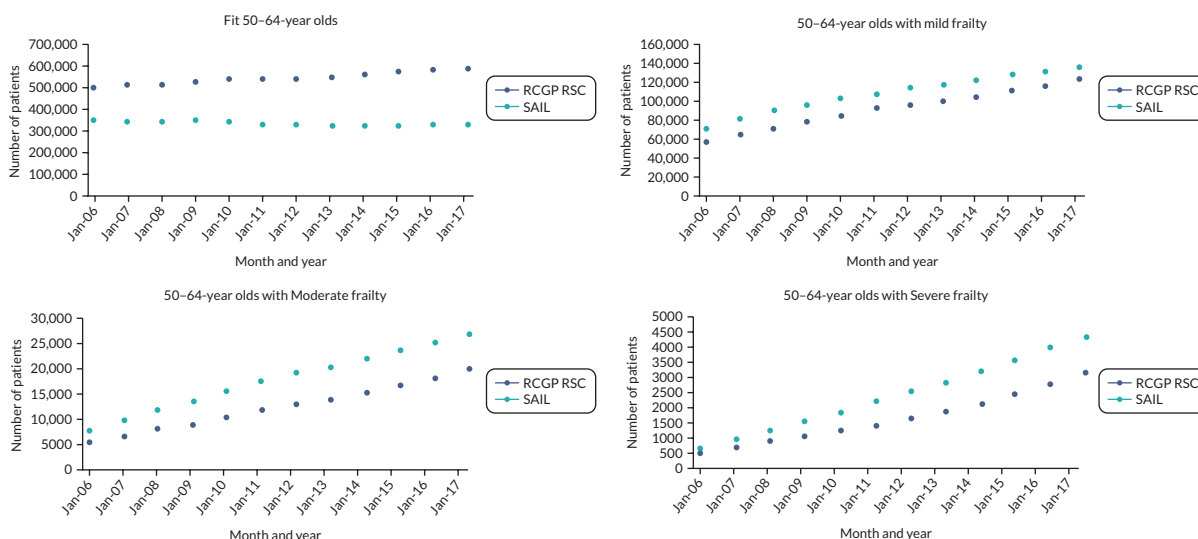 Fit 50–64-year olds
Number of patients
700,000
600,000
500,000
400,000
300,000
200,000
100,000
0
Jan-06
Jan-07
Jan-08
Jan-09
Jan-10
Jan-11
Jan-12
Jan-13
Jan-14
Jan-15
Jan-16
Jan-17
Month and year
RCGP RSC
SAIL
50–64-year olds with mild frailty
Number of patients
160,000
140,000
120,000
100,000
80,000
60,000
40,000
20,000
0
Jan-06
Jan-07
Jan-08
Jan-09
Jan-10
Jan-11
Jan-12
Jan-13
Jan-14
Jan-15
Jan-16
Jan-17
Month and year
RCGP RSC
SAIL
50–64-year olds with Moderate frailty
Number of patients
30,000
25,000
20,000
15,000
10,000
5000
0
Jan-06
Jan-07
Jan-08
Jan-09
Jan-10
Jan-11
Jan-12
Jan-13
Jan-14
Jan-15
Jan-16
Jan-17
Month and year
RCGP RSC
SAIL
50–64-year olds with Severe frailty
Number of patients
5000
4500
4000
3500
3000
2500
2000
1500
1000
500
0
Jan-06
Jan-07
Jan-08
Jan-09
Jan-10
Jan-11
Jan-12
Jan-13
Jan-14
Jan-15
Jan-16
Jan-17
Month and year
RCGP RSC
SAIL